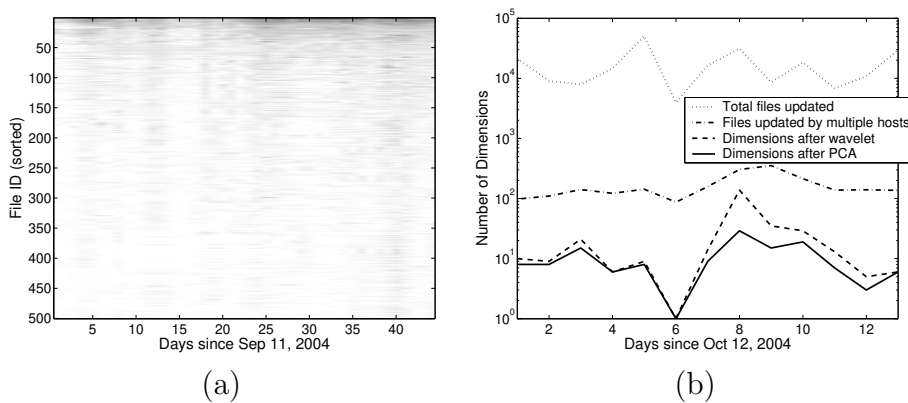 50
100
150
200
250
300
350
400
450
500
File ID (sorted)
5 10 15 20 25 30 35 40
Days since Sep 11, 2004
(a)
10^5
10^4
10^3
10^2
10^1
10^0
Number of Dimensions
Total files updated
Files updated by multiple hosts
Dimensions after wavelet
Dimensions after PCA
2 4 6 8 10 12
Days since Oct 12, 2004
(b)